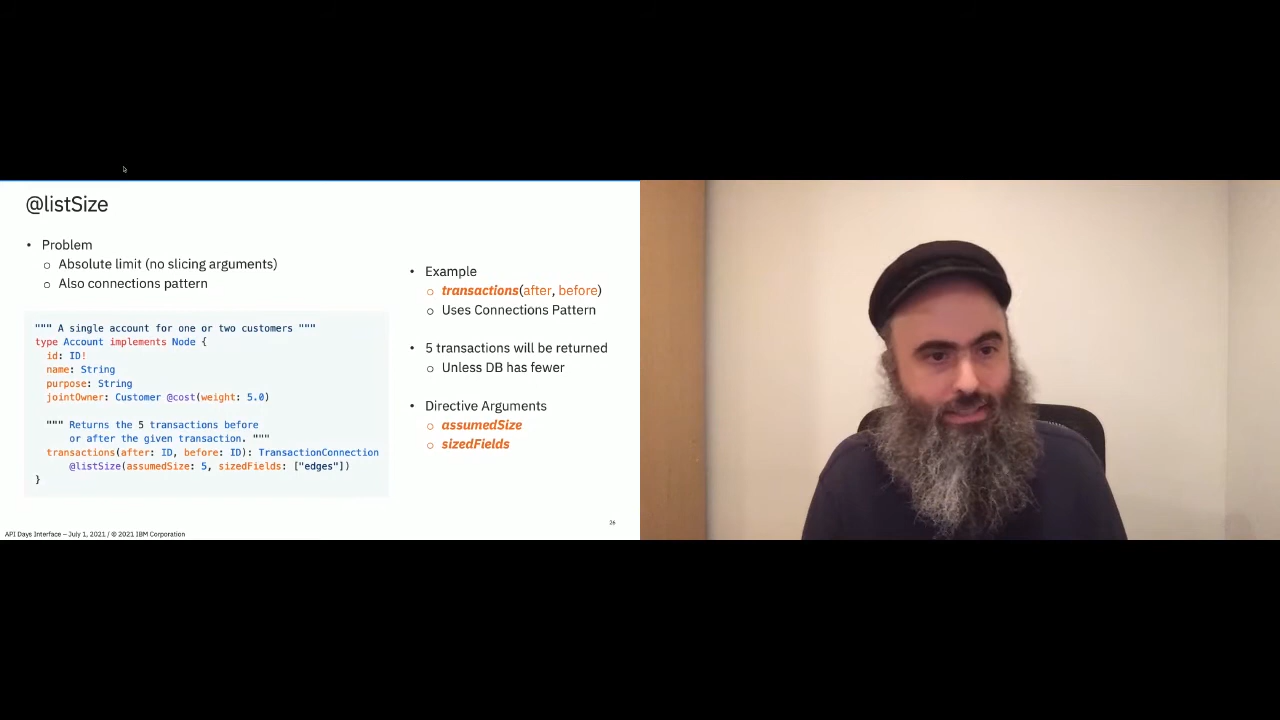 @listSize
• Problem
o Absolute limit (no slicing arguments)
o Also connections pattern
""" A single account for one or two customers """
type Account implements Node {
id: ID!
name: String
purpose: String
jointOwner: Customer @cost(weight: 5.0)
""" Returns the 5 transactions before
or after the given transaction. """
transactions(after: ID, before: ID): TransactionConnection
@listSize(assumedSize: 5, sizedFields: ["edges"])
}
• Example
o transactions(after, before)
o Uses Connections Pattern
• 5 transactions will be returned
o Unless DB has fewer
• Directive Arguments
o assumedSize
o sizedFields
26
API Days Interface – July 1, 2021 / © 2021 IBM Corporation